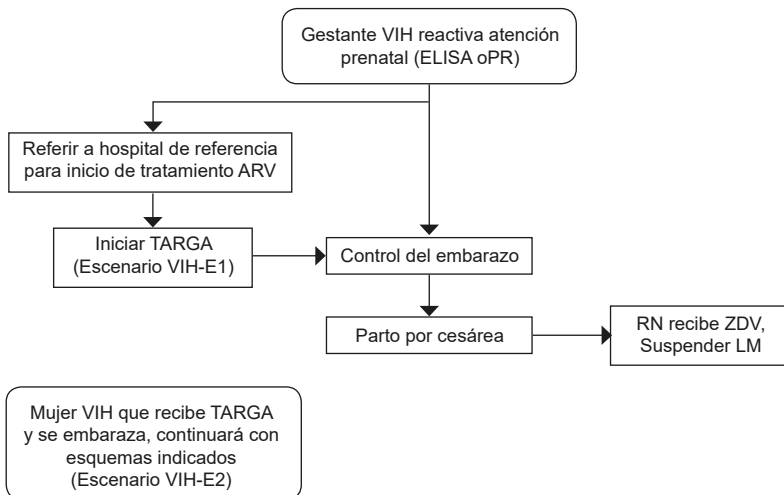 Gestante VIH reactiva atención
prenatal (ELISA oPR)
Referir a hospital de referencia
para inicio de tratamiento ARV
Iniciar TARGA
(Escenario VIH-E1)
Control del embarazo
Parto por cesárea
RN recibe ZDV,
Suspender LM
Mujer VIH que recibe TARGA
y se embaraza, continuará con
esquemas indicados
(Escenario VIH-E2)